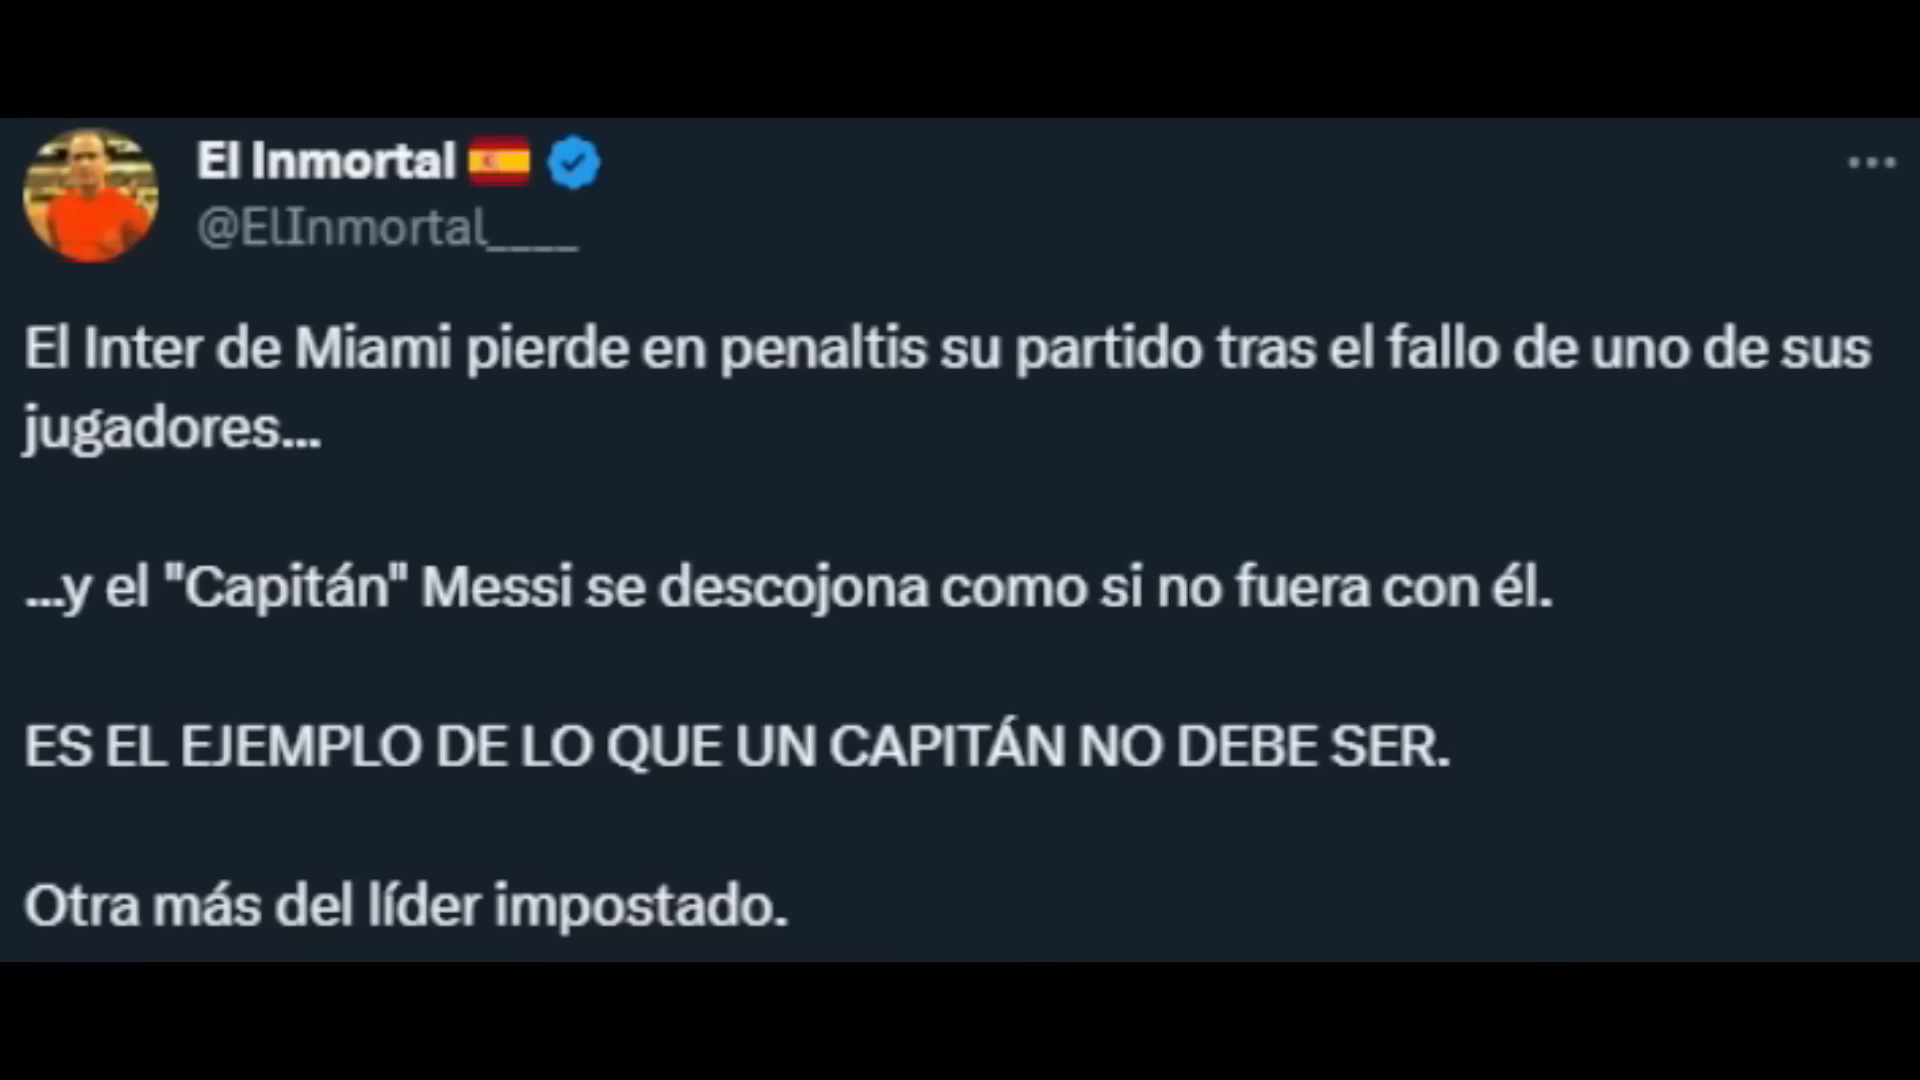 El Inmortal 🇪🇸
@ElInmortal____
El Inter de Miami pierde en penaltis su partido tras el fallo de uno de sus
jugadores...
...y el "Capitán" Messi se descojona como si no fuera con él.
ES EL EJEMPLO DE LO QUE UN CAPITÁN NO DEBE SER.
Otra más del líder impostado.